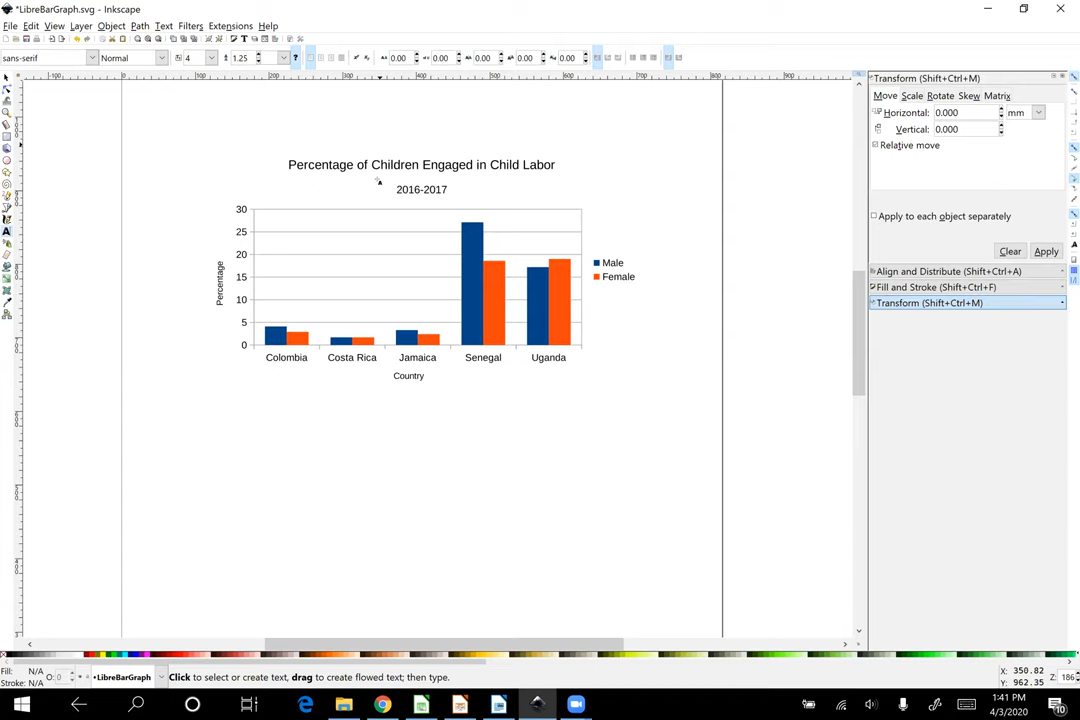 *LibreBarGraph.svg - Inkscape
File Edit View Layer Object Path Text Filters Extensions Help
sans-serif Normal 4 1.25 0.00 0.00 0.00 0.00 0.00
Transform (Shift+Ctrl+M)
Move Scale Rotate Skew Matrix
Horizontal: 0.000 mm
Vertical: 0.000
Relative move
Apply to each object separately
Clear Apply
Align and Distribute (Shift+Ctrl+A)
Fill and Stroke (Shift+Ctrl+F)
Transform (Shift+Ctrl+M)
Percentage of Children Engaged in Child Labor
2016-2017
30
25
20
15
10
5
0
Percentage
Male
Female
Colombia Costa Rica Jamaica Senegal Uganda
Country
Fill: N/A
Stroke: N/A
O: 0
LibreBarGraph
Click to select or create text, drag to create flowed text; then type.
X: 350.82
Y: 962.35
Z: 186
1:41 PM
4/3/2020
10